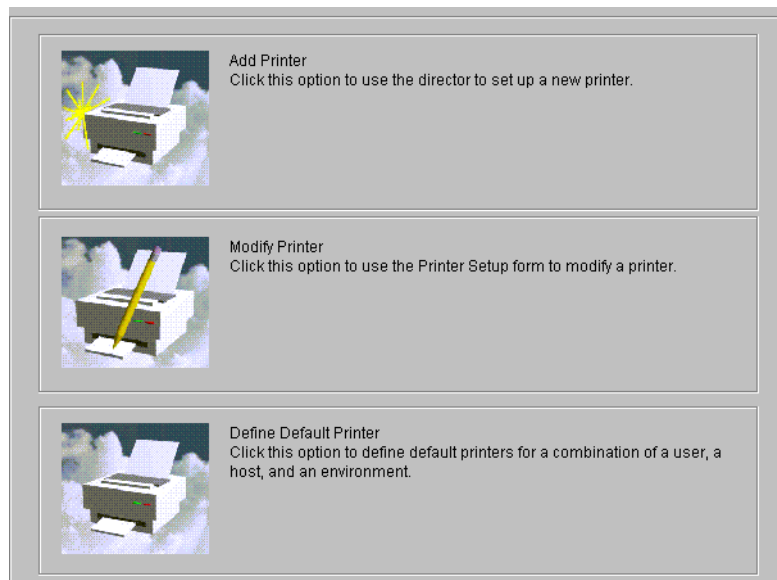 Add Printer
Click this option to use the director to set up a new printer.
Modify Printer
Click this option to use the Printer Setup form to modify a printer.
Define Default Printer
Click this option to define default printers for a combination of a user, a
host, and an environment.